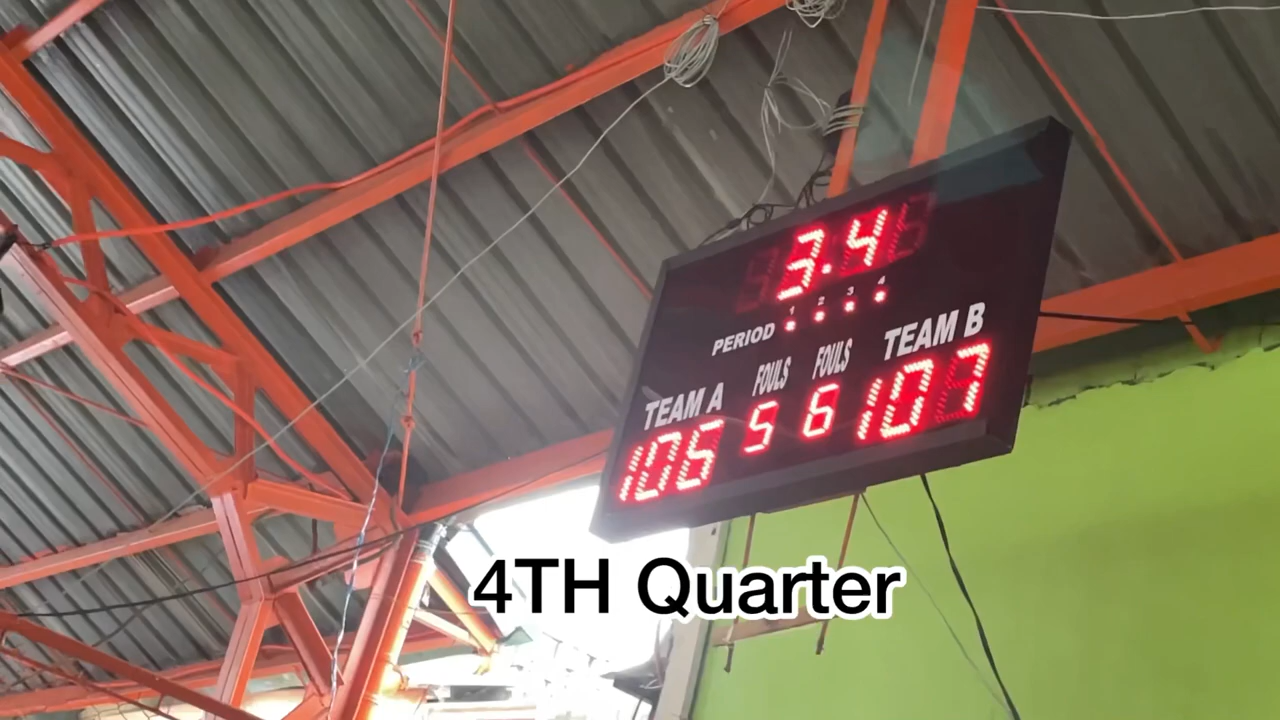 3.4
1 2 3 4
PERIOD
TEAM A FOULS FOULS TEAM B
106 5 6 107
4TH Quarter